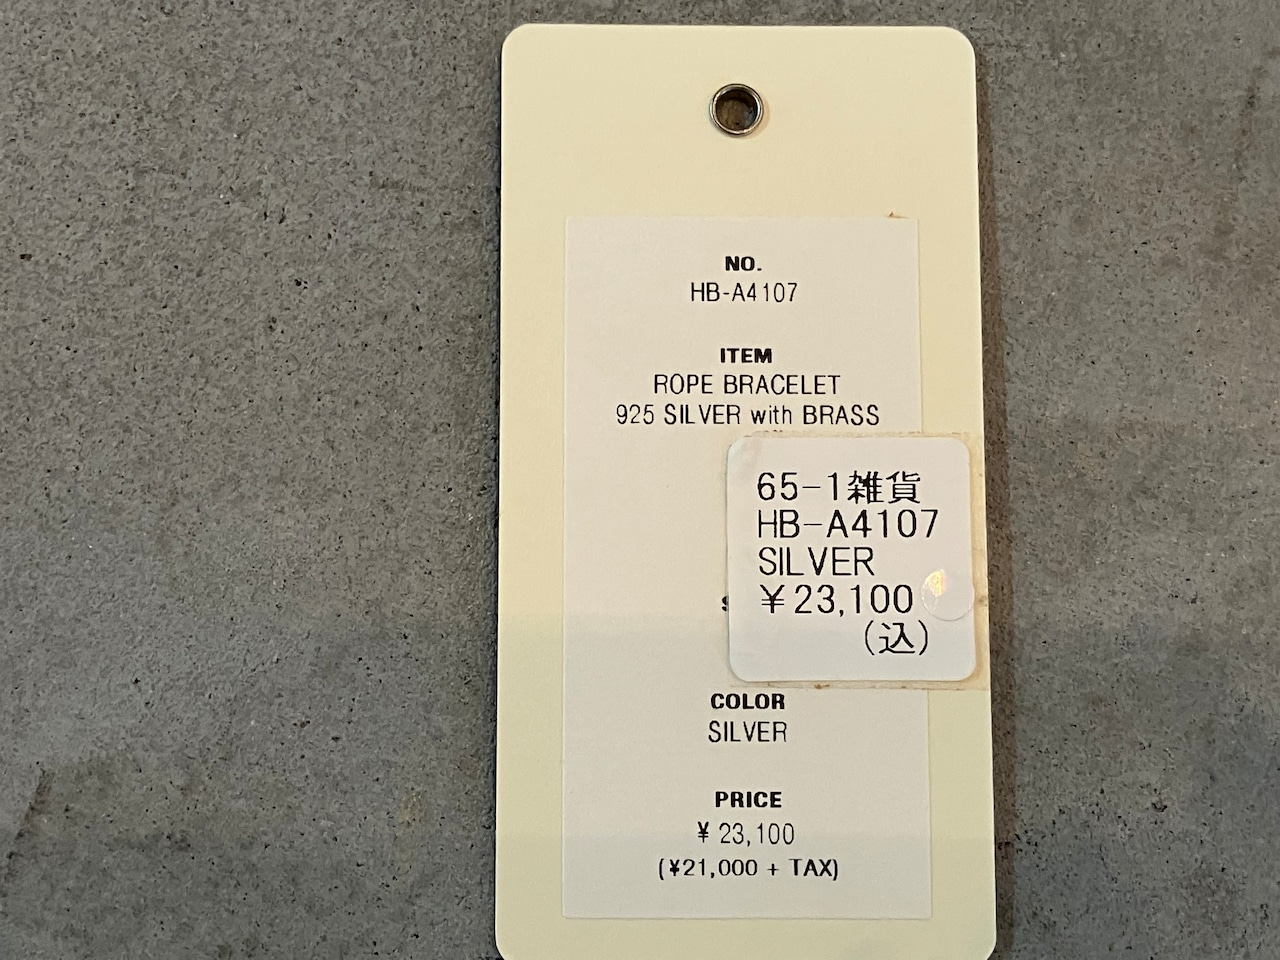 NO.
HB-A4107
ITEM
ROPE BRACELET
925 SILVER with BRASS
65-1雑貨
HB-A4107
SILVER
¥23,100
(込)
COLOR
SILVER
PRICE
¥ 23,100
(¥21,000 + TAX)